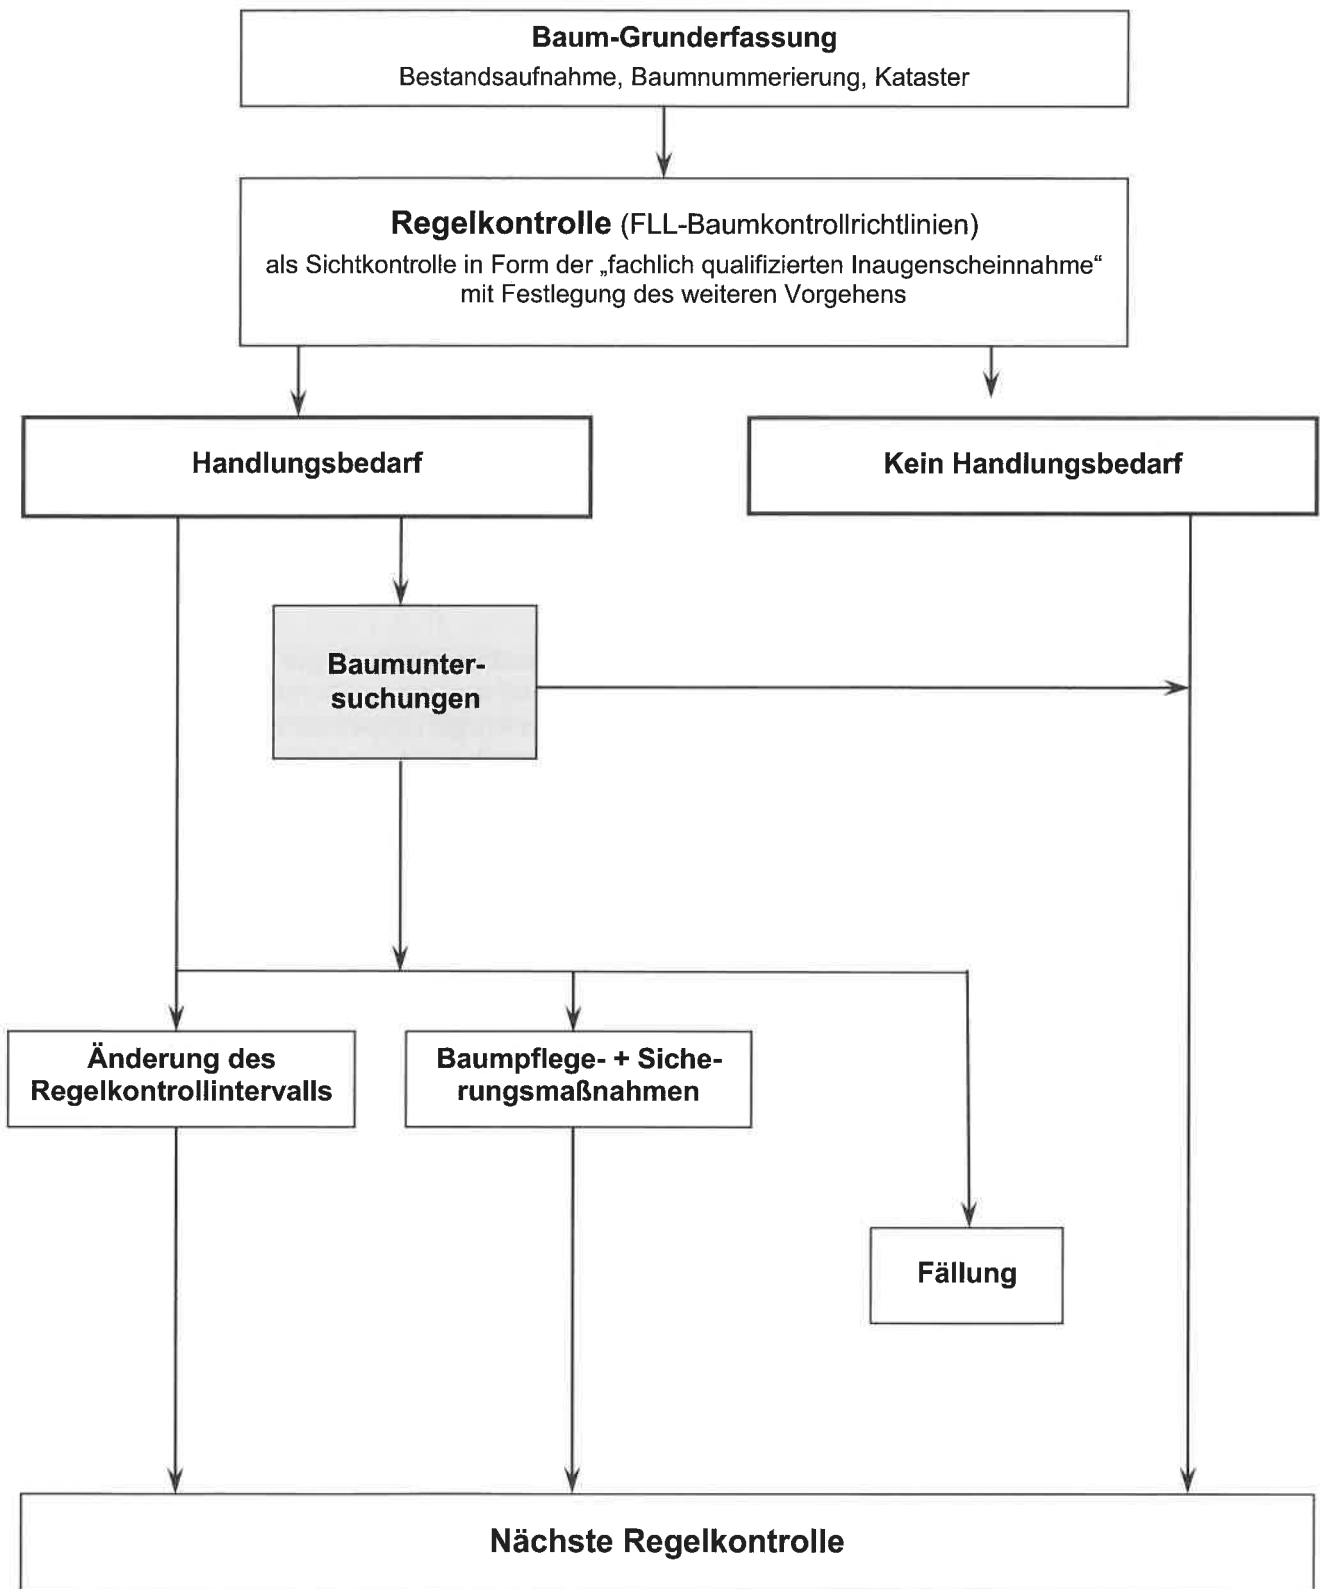 Baum-Grunderfassung
Bestandsaufnahme, Baumnummerierung, Kataster
Regelkontrolle (FLL-Baumkontrollrichtlinien)
als Sichtkontrolle in Form der „fachlich qualifizierten Inaugenscheinnahme“
mit Festlegung des weiteren Vorgehens
Handlungsbedarf
Kein Handlungsbedarf
Baumunter-
suchungen
Änderung des
Regelkontrollintervalls
Baumpflege- + Siche-
rungsmaßnahmen
Fällung
Nächste Regelkontrolle